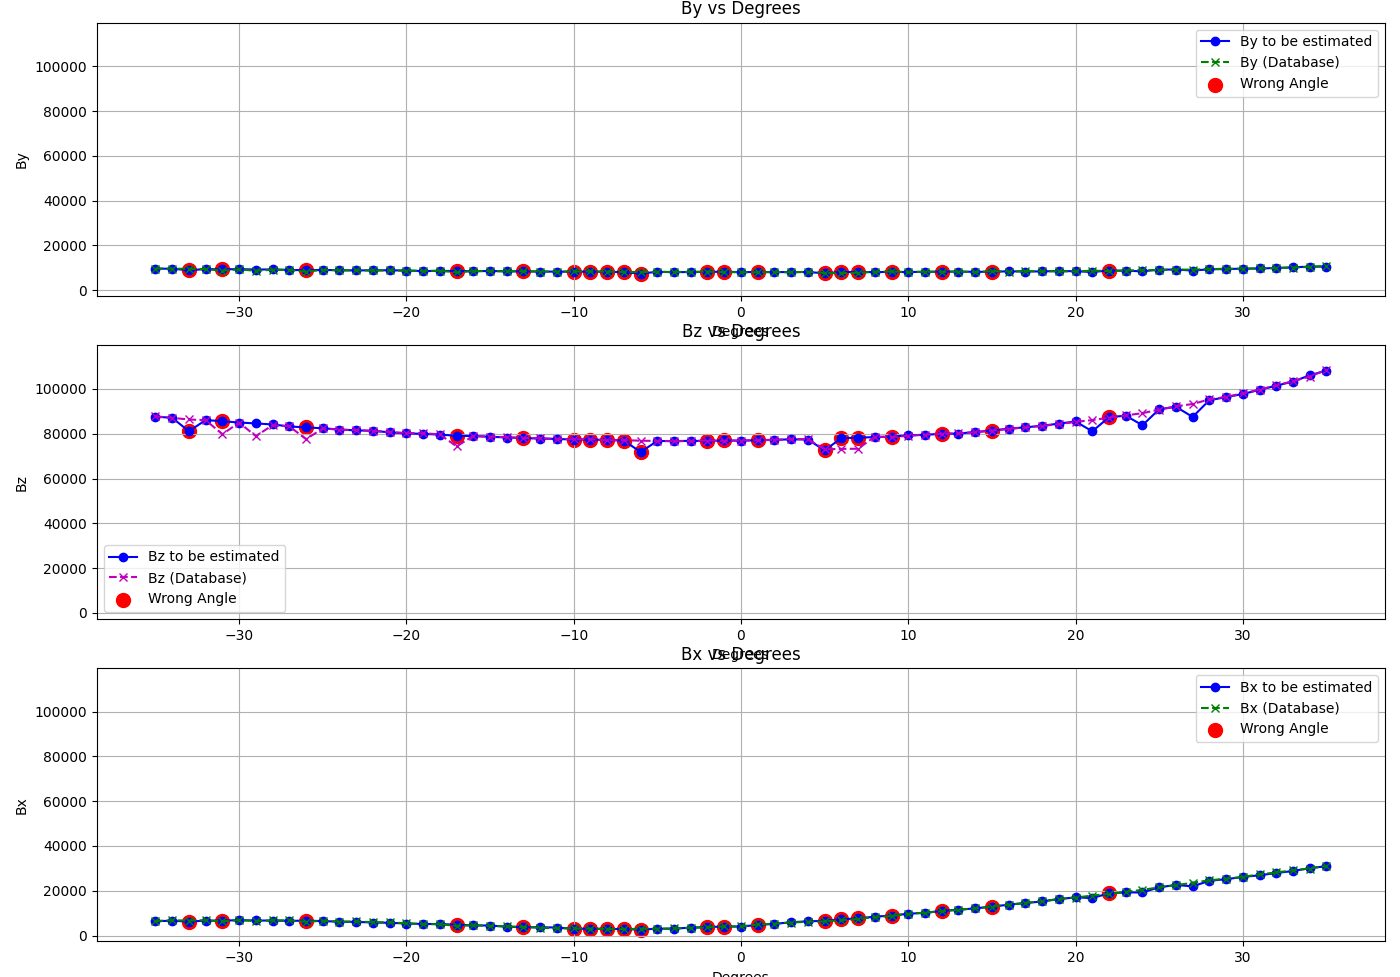 By vs Degrees
100000
80000
60000
40000
20000
0
By
By to be estimated
By (Database)
Wrong Angle
−30
−20
−10
0
10
20
30
Degrees
Bz vs Degrees
100000
80000
60000
40000
20000
0
Bz
Bz to be estimated
Bz (Database)
Wrong Angle
−30
−20
−10
0
10
20
30
Degrees
Bx vs Degrees
100000
80000
60000
40000
20000
0
Bx
Bx to be estimated
Bx (Database)
Wrong Angle
−30
−20
−10
0
10
20
30
Degrees